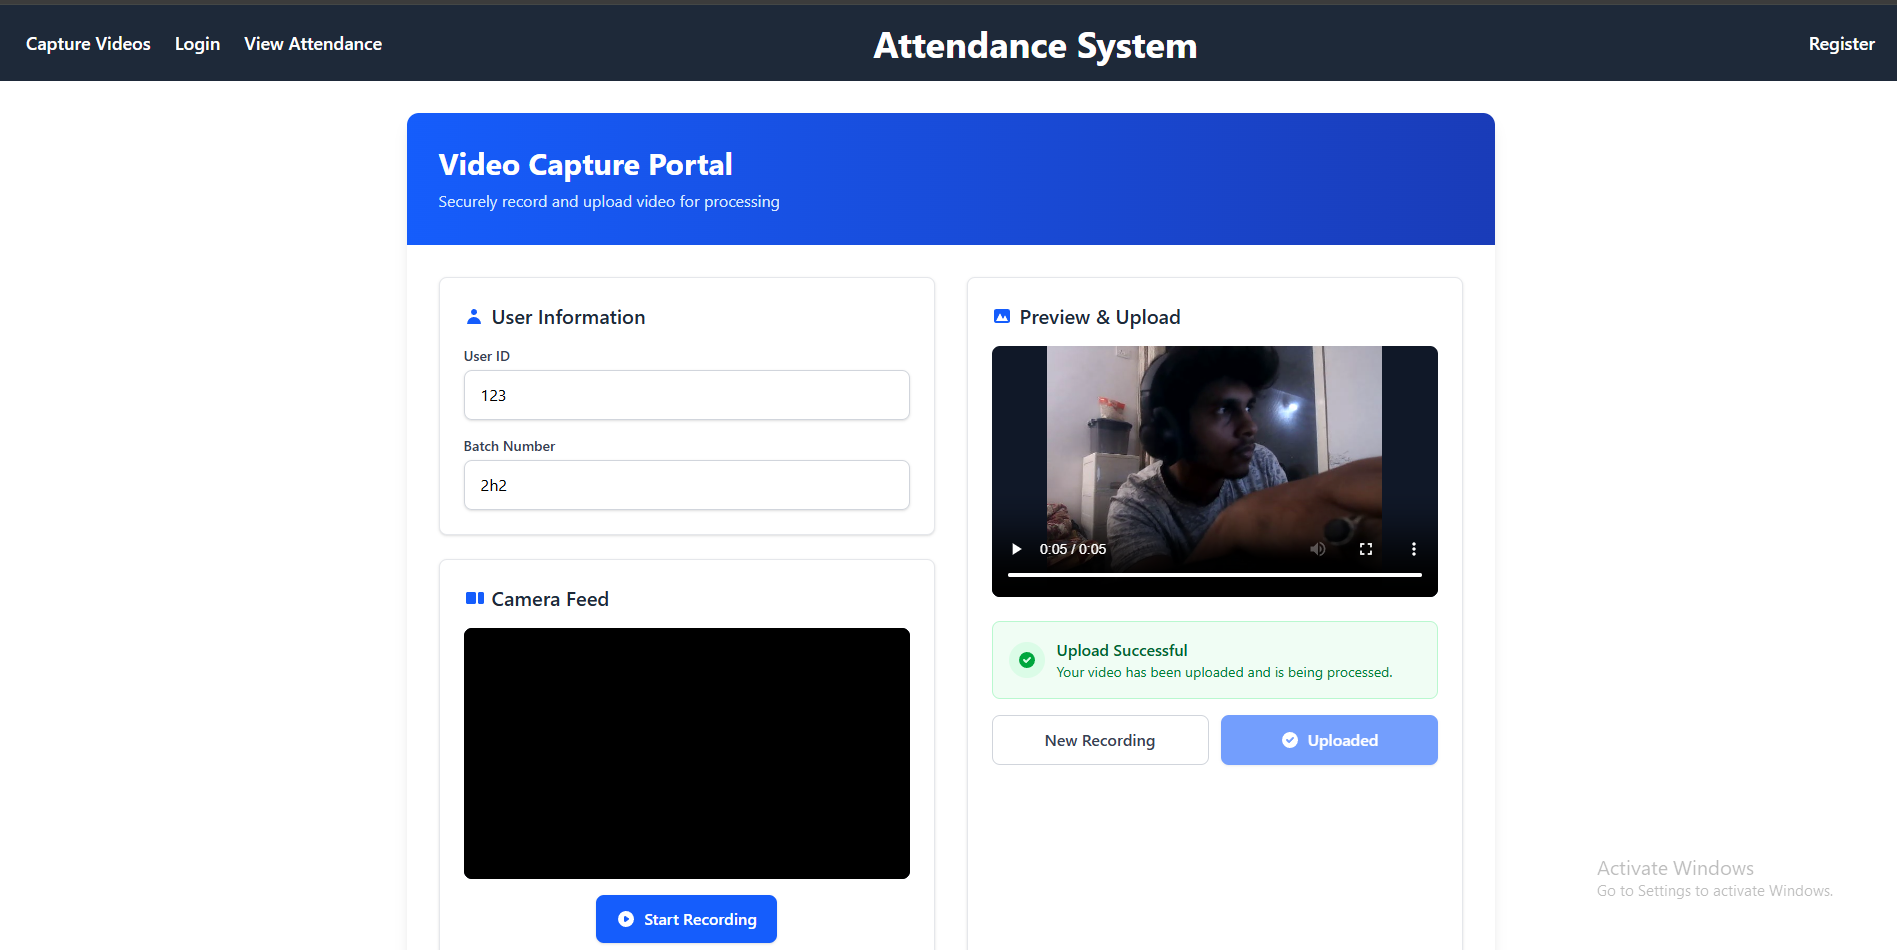 Capture Videos Login View Attendance Attendance System Register
Video Capture Portal
Securely record and upload video for processing
User Information
User ID
123
Batch Number
2h2
Camera Feed
Start Recording
Preview & Upload
0:05 / 0:05
Upload Successful
Your video has been uploaded and is being processed.
New Recording Uploaded
Activate Windows
Go to Settings to activate Windows.